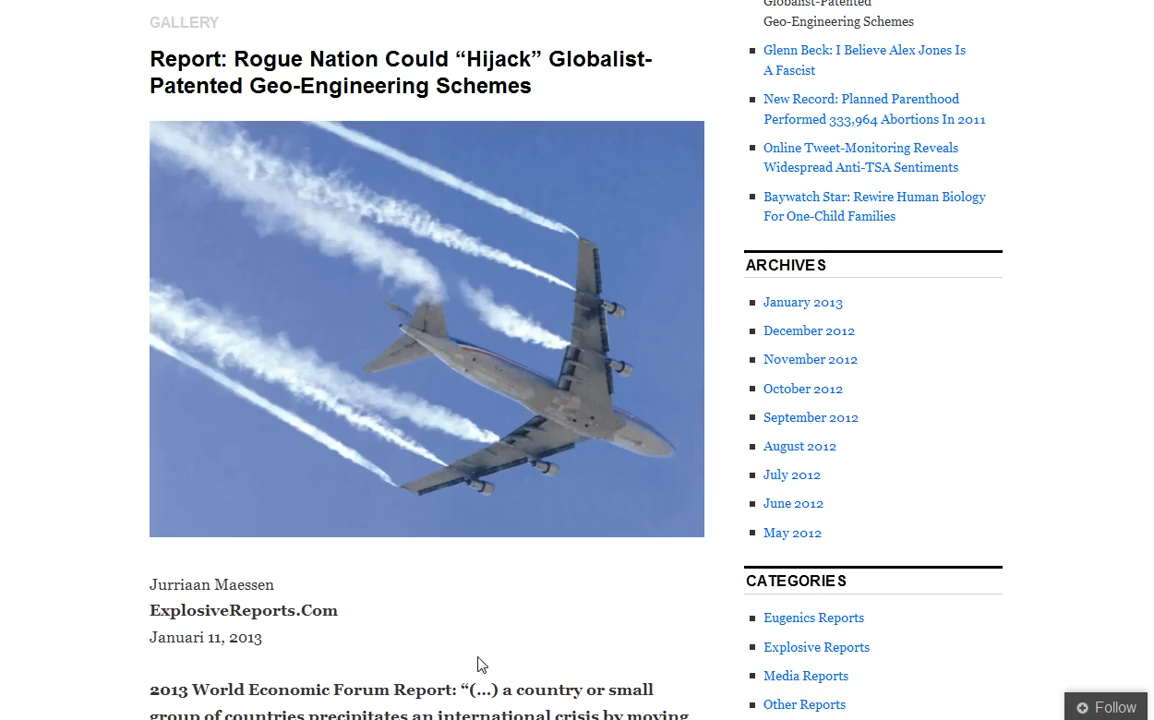 GALLERY
Report: Rogue Nation Could “Hijack” Globalist-
Patented Geo-Engineering Schemes
Jurriaan Maessen
ExplosiveReports.Com
Januari 11, 2013
2013 World Economic Forum Report: “(…) a country or small
group of countries precipitates an international crisis by moving
Globalist-Patented
Geo-Engineering Schemes
Glenn Beck: I Believe Alex Jones Is
A Fascist
New Record: Planned Parenthood
Performed 333,964 Abortions In 2011
Online Tweet-Monitoring Reveals
Widespread Anti-TSA Sentiments
Baywatch Star: Rewire Human Biology
For One-Child Families
ARCHIVES
January 2013
December 2012
November 2012
October 2012
September 2012
August 2012
July 2012
June 2012
May 2012
CATEGORIES
Eugenics Reports
Explosive Reports
Media Reports
Other Reports
Follow